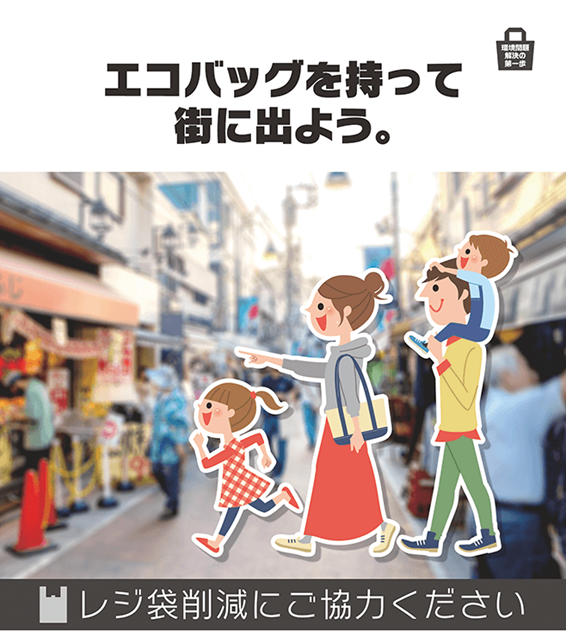 環境問題
解決の
第一歩
エコバッグを持って
街に出よう。
レジ袋削減にご協力ください